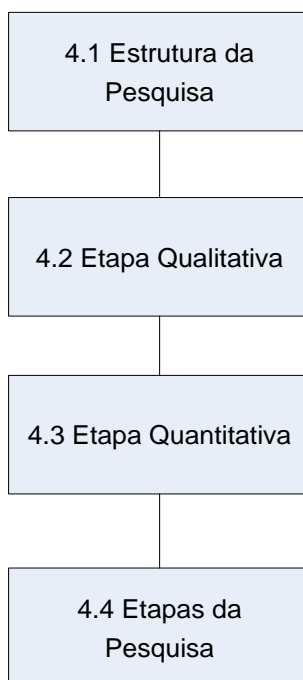 4.1 Estrutura da
Pesquisa
4.2 Etapa Qualitativa
4.3 Etapa Quantitativa
4.4 Etapas da
Pesquisa